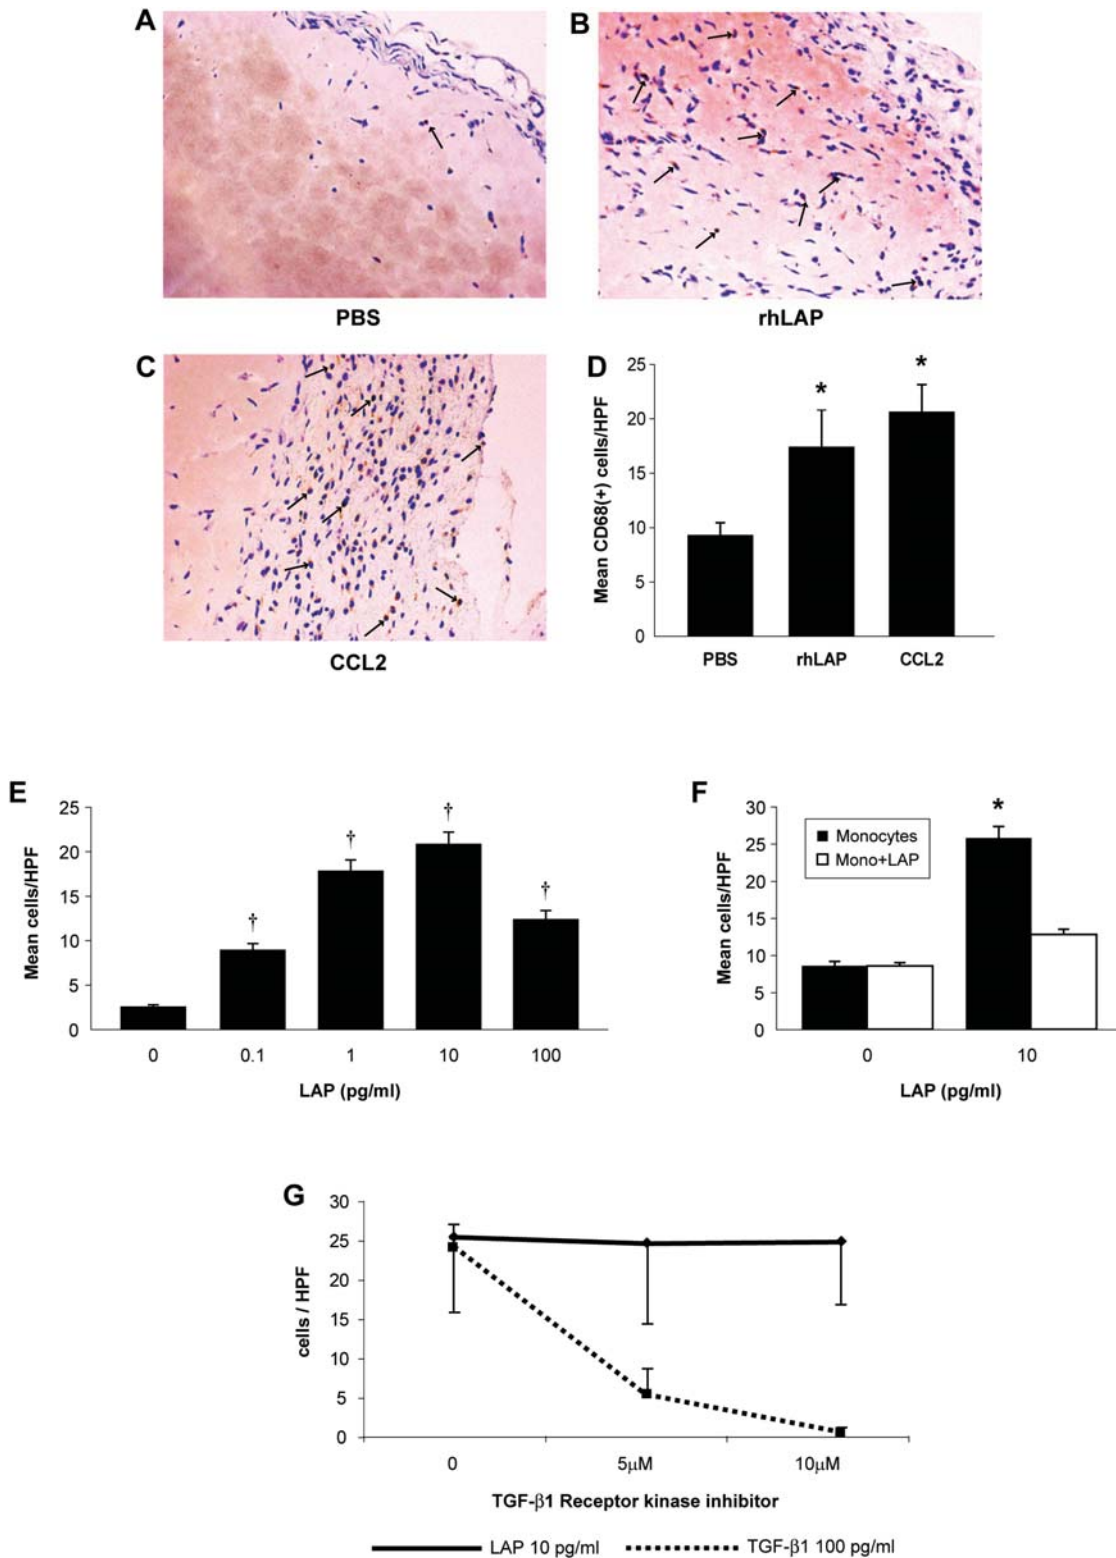 A
B
PBS
rhLAP
C
CCL2
D
Mean CD68(+) cells/HPF
25
20
15
10
5
0
*
*
PBS rhLAP CCL2
E
Mean cells/HPF
25
20
15
10
5
0
†
†
†
†
0 0.1 1 10 100
LAP (pg/ml)
F
Mean cells/HPF
30
25
20
15
10
5
0
Monocytes
Mono+LAP
*
0 10
LAP (pg/ml)
G
cells / HPF
30
25
20
15
10
5
0
0 5μM 10μM
TGF-β1 Receptor kinase inhibitor
LAP 10 pg/ml TGF-β1 100 pg/ml